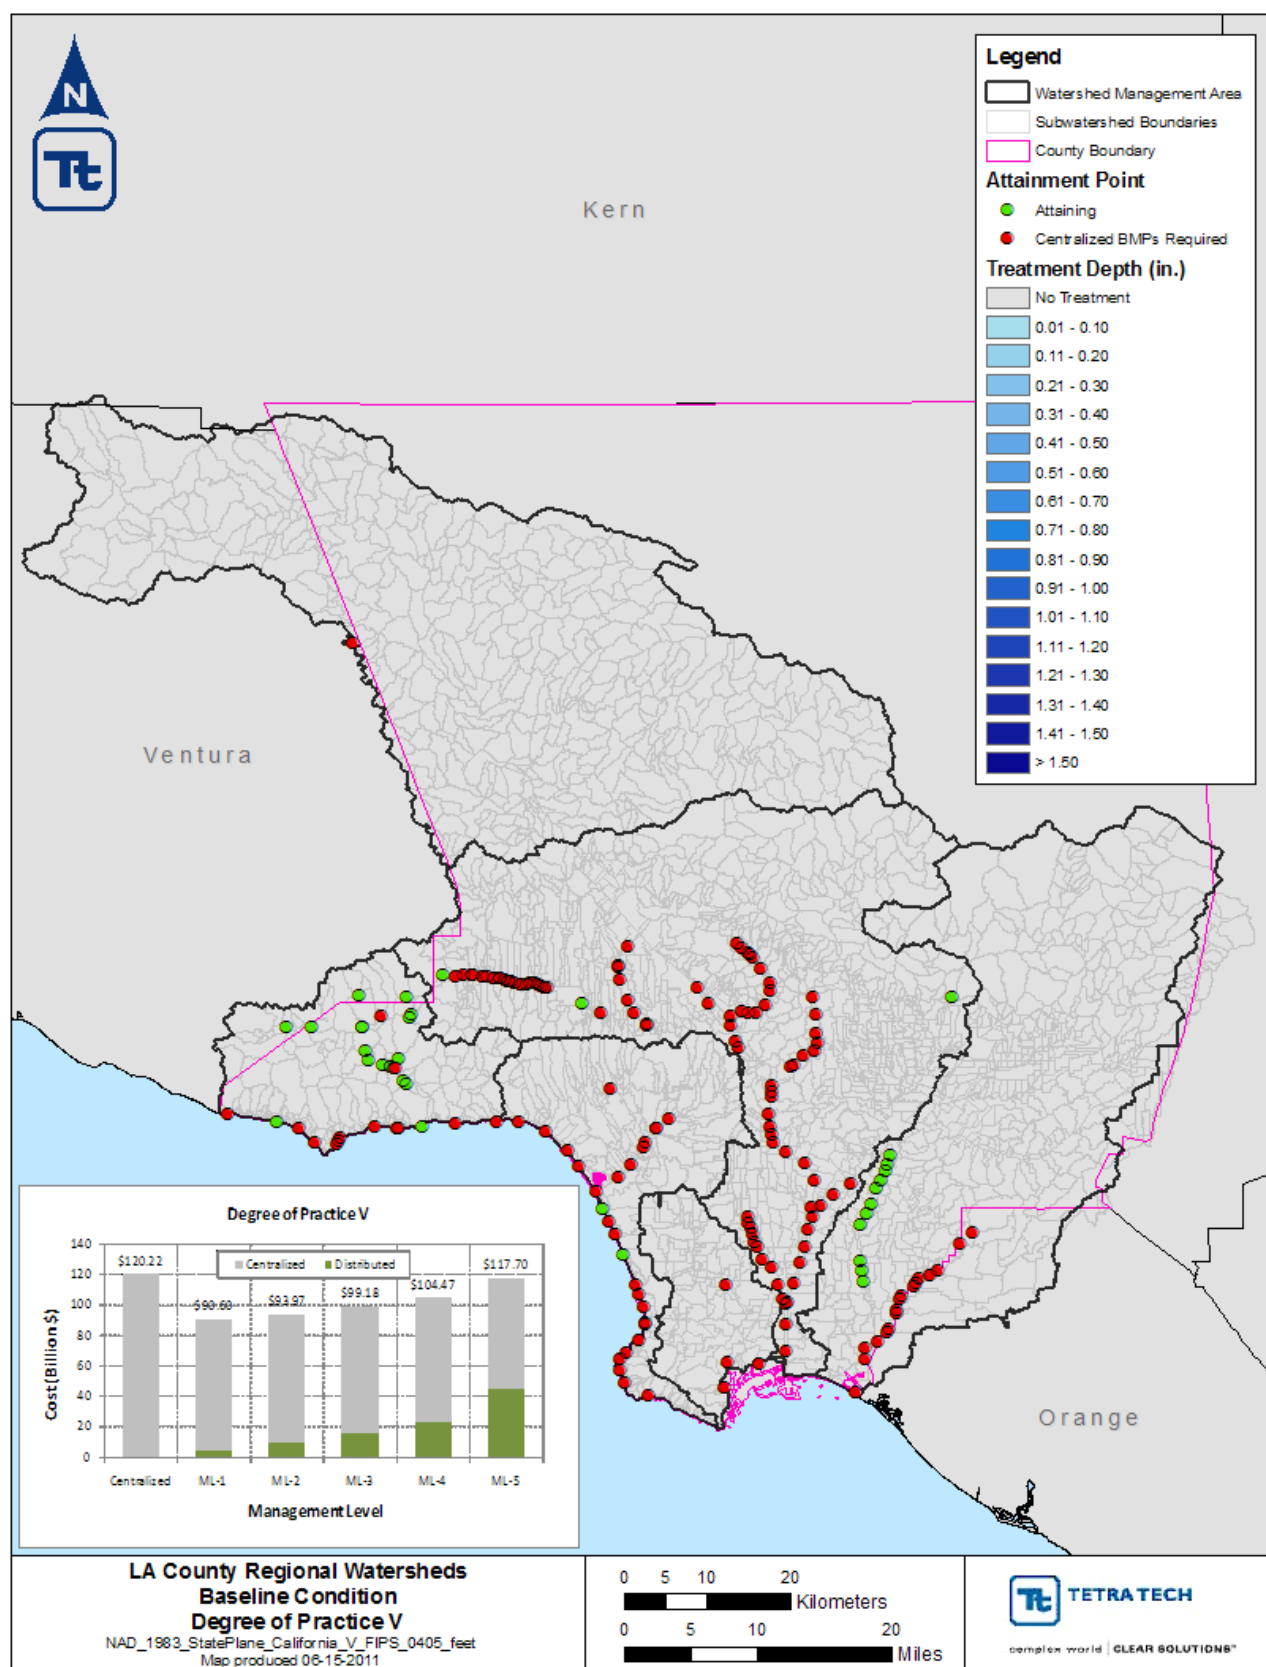 N
Tt
Legend
Watershed Management Area
Subwatershed Boundaries
County Boundary
Attainment Point
Attaining
Centralized BMPs Required
Treatment Depth (in.)
No Treatment
0.01 - 0.10
0.11 - 0.20
0.21 - 0.30
0.31 - 0.40
0.41 - 0.50
0.51 - 0.60
0.61 - 0.70
0.71 - 0.80
0.81 - 0.90
0.91 - 1.00
1.01 - 1.10
1.11 - 1.20
1.21 - 1.30
1.31 - 1.40
1.41 - 1.50
> 1.50
Kern
Ventura
Orange
Degree of Practice V
Centralized Distributed
Cost (Billion $)
140
120
100
80
60
40
20
0
$120.22
$90.60
$93.97
$99.18
$104.47
$117.70
Centralized ML-1 ML-2 ML-3 ML-4 ML-5
Management Level
LA County Regional Watersheds
Baseline Condition
Degree of Practice V
NAD_1983_StatePlane_California_V_FIPS_0405_feet
Map produced 06-15-2011
0 5 10 20
Kilometers
0 5 10 20
Miles
Tt TETRA TECH
complex world | CLEAR SOLUTIONS™